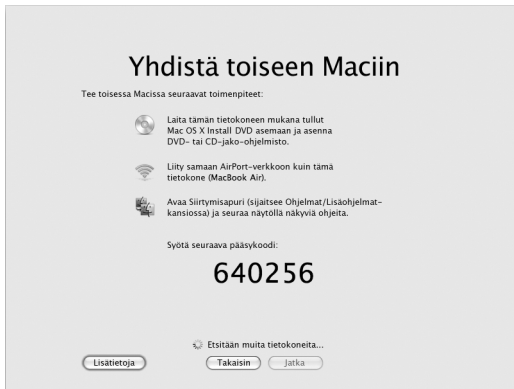 Yhdistä toiseen Maciin
Tee toisessa Macissa seuraavat toimenpiteet:
Laita tämän tietokoneen mukana tullut
Mac OS X Install DVD asemaan ja asenna
DVD- tai CD-jako-ohjelmisto.
Liity samaan AirPort-verkkoon kuin tämä
tietokone (MacBook Air).
Avaa Siirtymisapuri (sijaitsee Ohjelmat/Lisäohjelmat-
kansiossa) ja seuraa näytöllä näkyviä ohjeita.
Syötä seuraava pääsykoodi:
640256
Etsitään muita tietokoneita...
Lisätietoja
Takaisin
Jatka